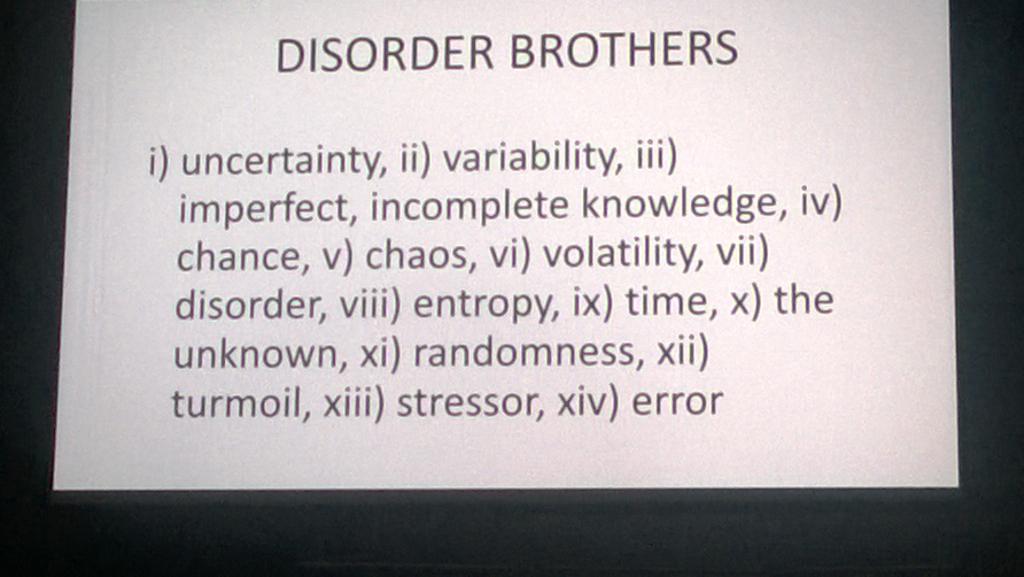 DISORDER BROTHERS
i) uncertainty, ii) variability, iii)
imperfect, incomplete knowledge, iv)
chance, v) chaos, vi) volatility, vii)
disorder, viii) entropy, ix) time, x) the
unknown, xi) randomness, xii)
turmoil, xiii) stressor, xiv) error